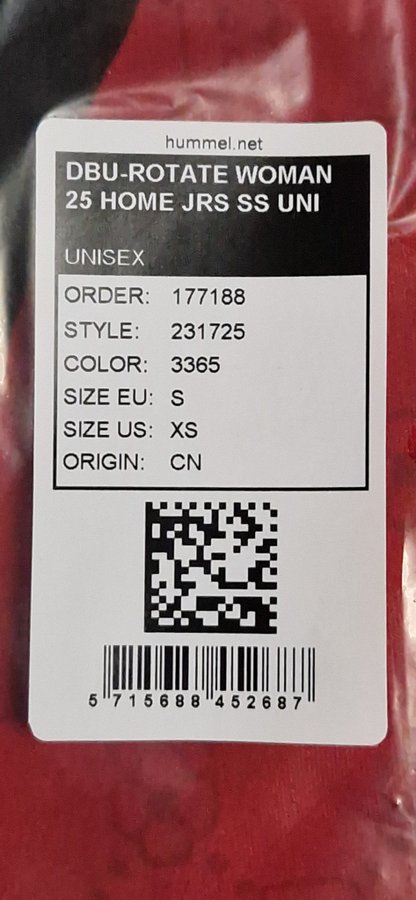 hummel.net
DBU-ROTATE WOMAN
25 HOME JRS SS UNI
UNISEX
ORDER: 177188
STYLE: 231725
COLOR: 3365
SIZE EU: S
SIZE US: XS
ORIGIN: CN
5 715688 452687